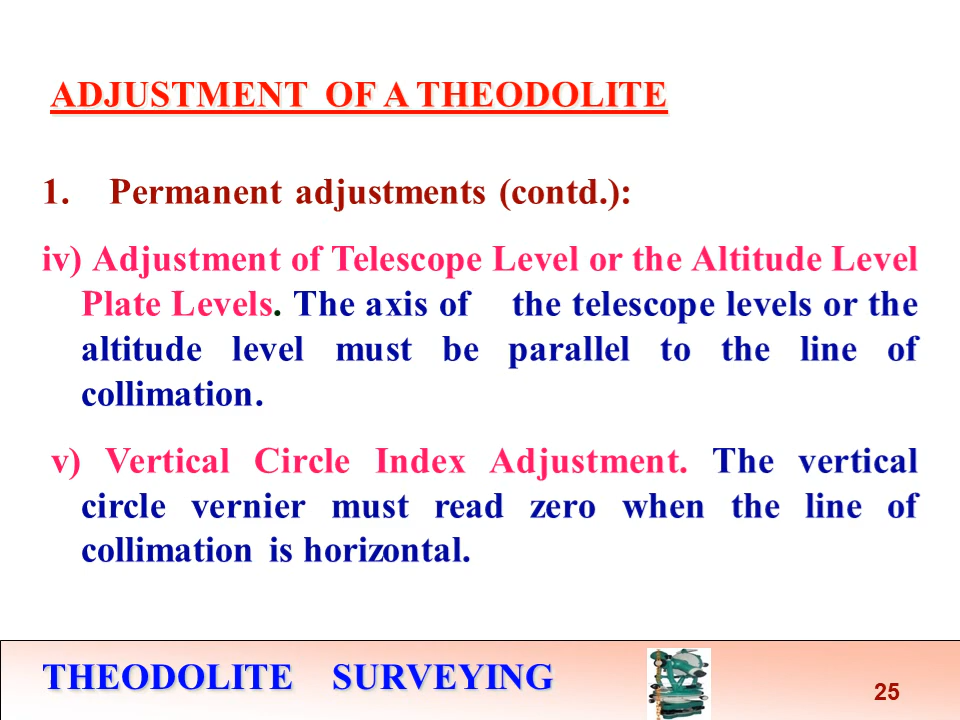 ADJUSTMENT OF A THEODOLITE
1. Permanent adjustments (contd.):
iv) Adjustment of Telescope Level or the Altitude Level
Plate Levels. The axis of the telescope levels or the
altitude level must be parallel to the line of
collimation.
v) Vertical Circle Index Adjustment. The vertical
circle vernier must read zero when the line of
collimation is horizontal.
THEODOLITE SURVEYING
25